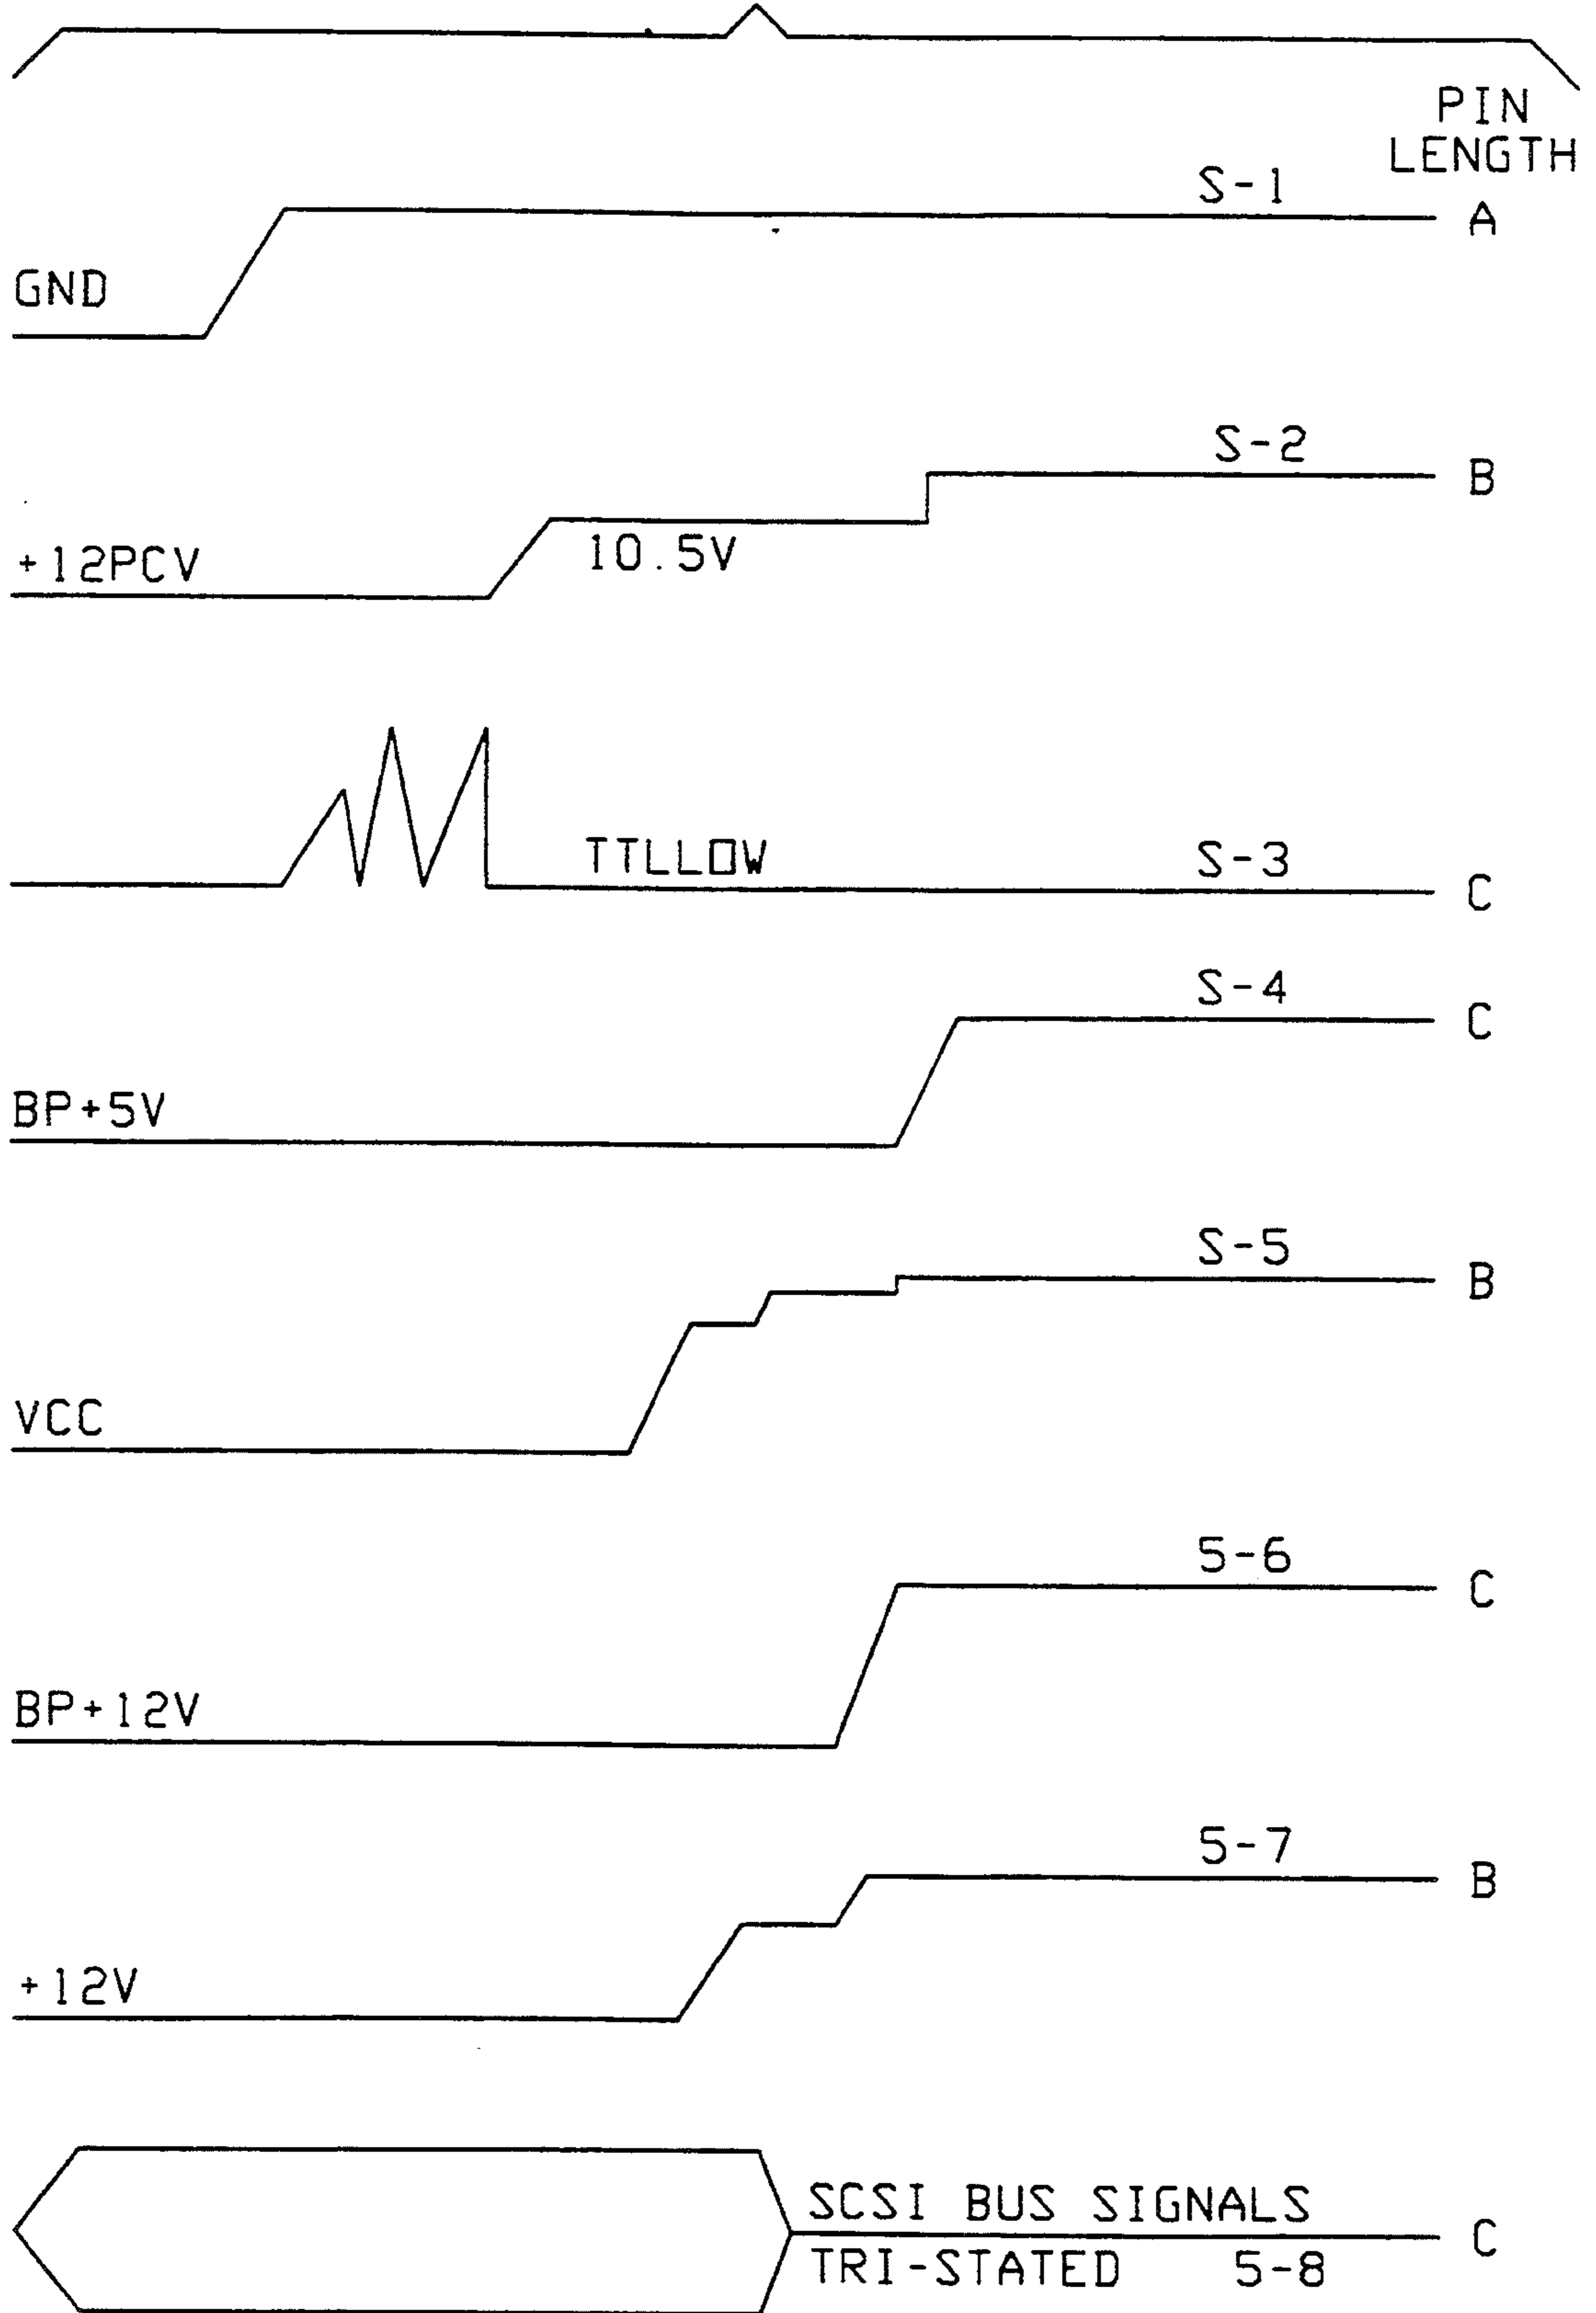 PIN
LENGTH
S-1
A
GND
S-2
B
10.5V
+12PCV
TTLLOW
S-3
C
S-4
C
BP+5V
S-5
B
VCC
5-6
C
BP+12V
5-7
B
+12V
SCSI BUS SIGNALS
C
TRI-STATED 5-8